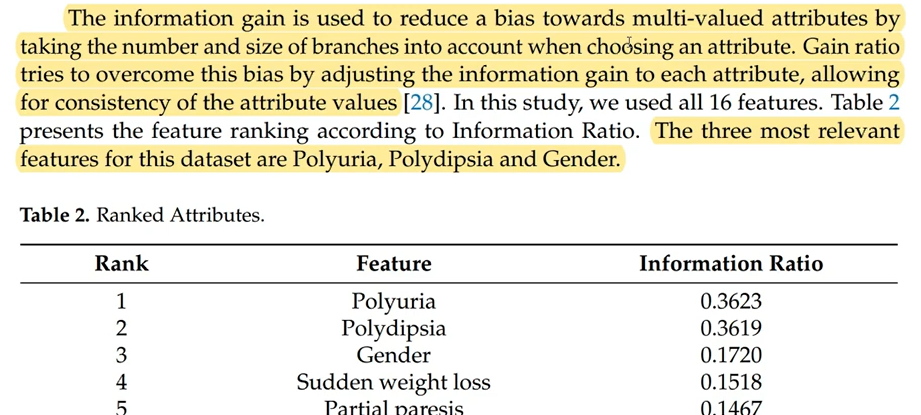 The information gain is used to reduce a bias towards multi-valued attributes by
taking the number and size of branches into account when choosing an attribute. Gain ratio
tries to overcome this bias by adjusting the information gain to each attribute, allowing
for consistency of the attribute values [28]. In this study, we used all 16 features. Table 2
presents the feature ranking according to Information Ratio. The three most relevant
features for this dataset are Polyuria, Polydipsia and Gender.
Table 2. Ranked Attributes.
Rank Feature Information Ratio
1 Polyuria 0.3623
2 Polydipsia 0.3619
3 Gender 0.1720
4 Sudden weight loss 0.1518
5 Partial paresis 0.1467